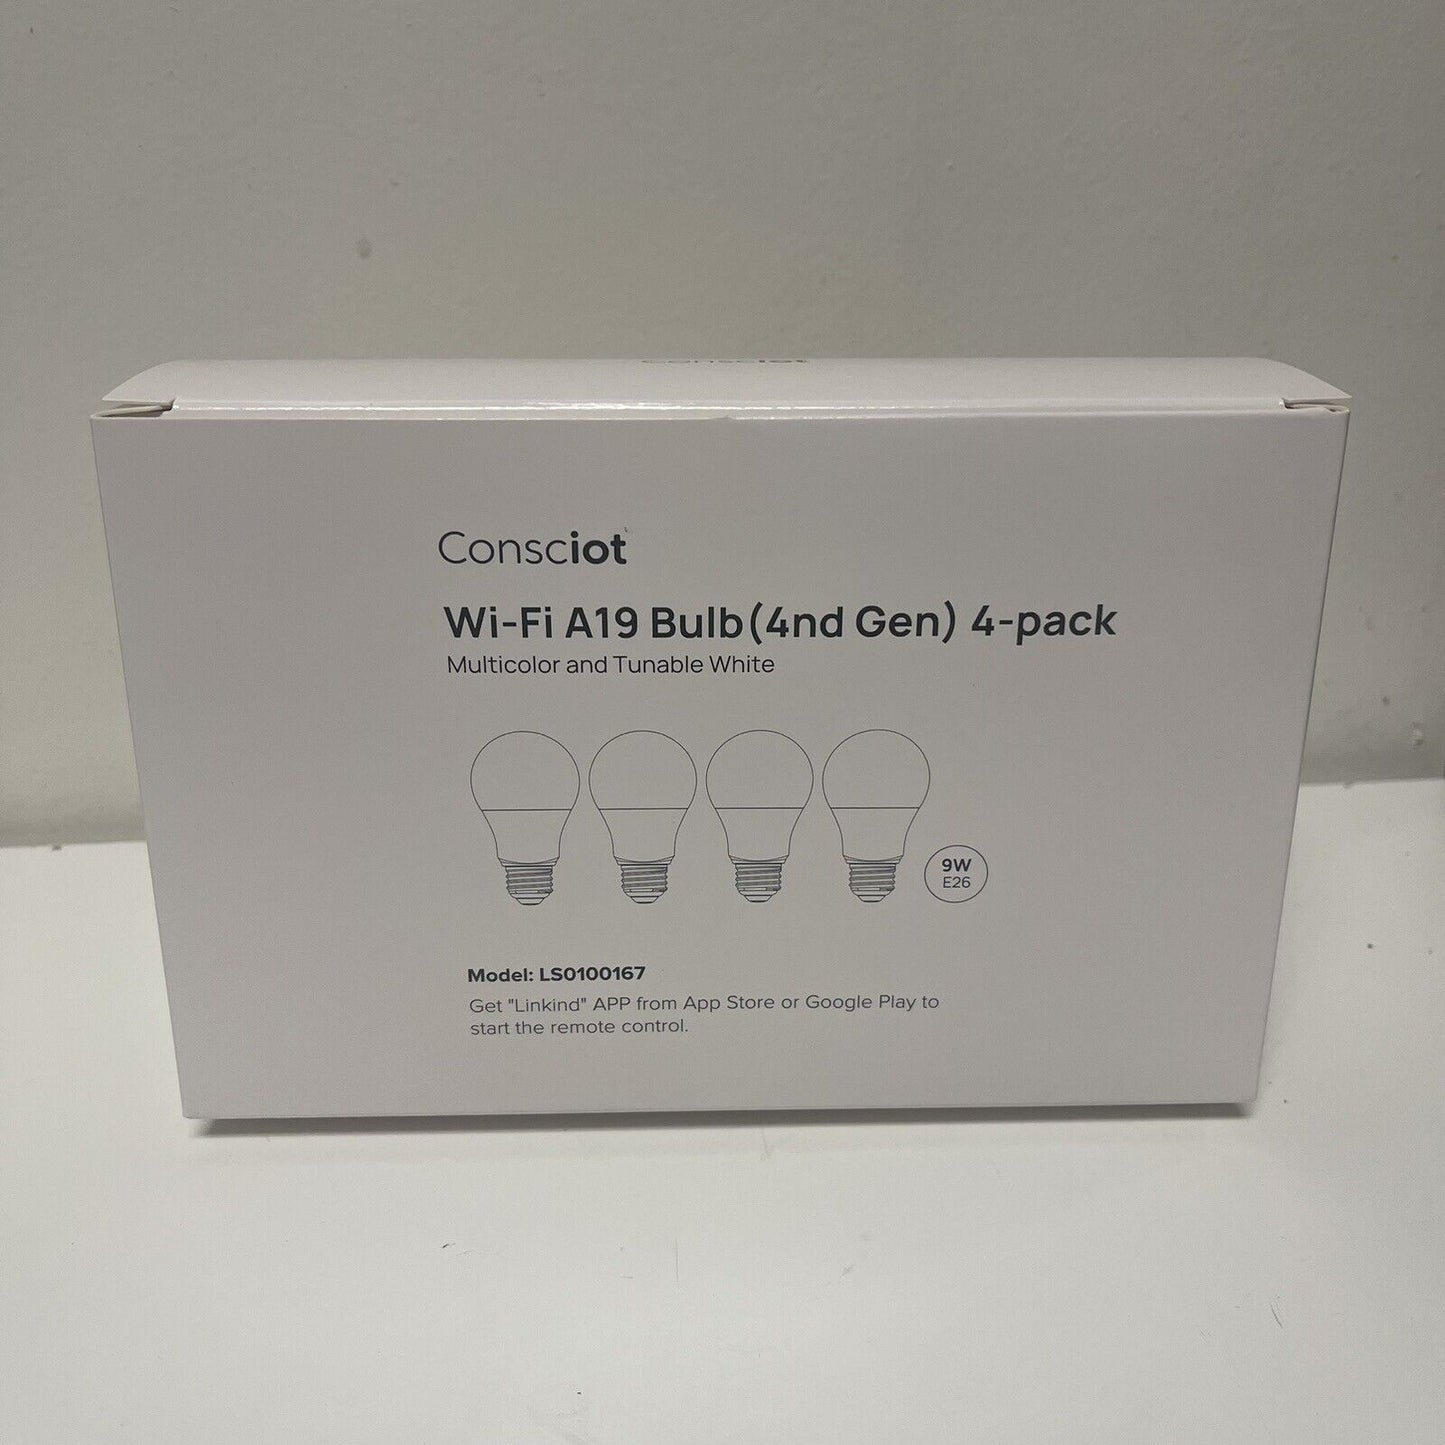 Consciot
Consciot
Wi-Fi A19 Bulb(4nd Gen) 4-pack
Multicolor and Tunable White
9W
E26
Model: LS0100167
Get "Linkind" APP from App Store or Google Play to
start the remote control.